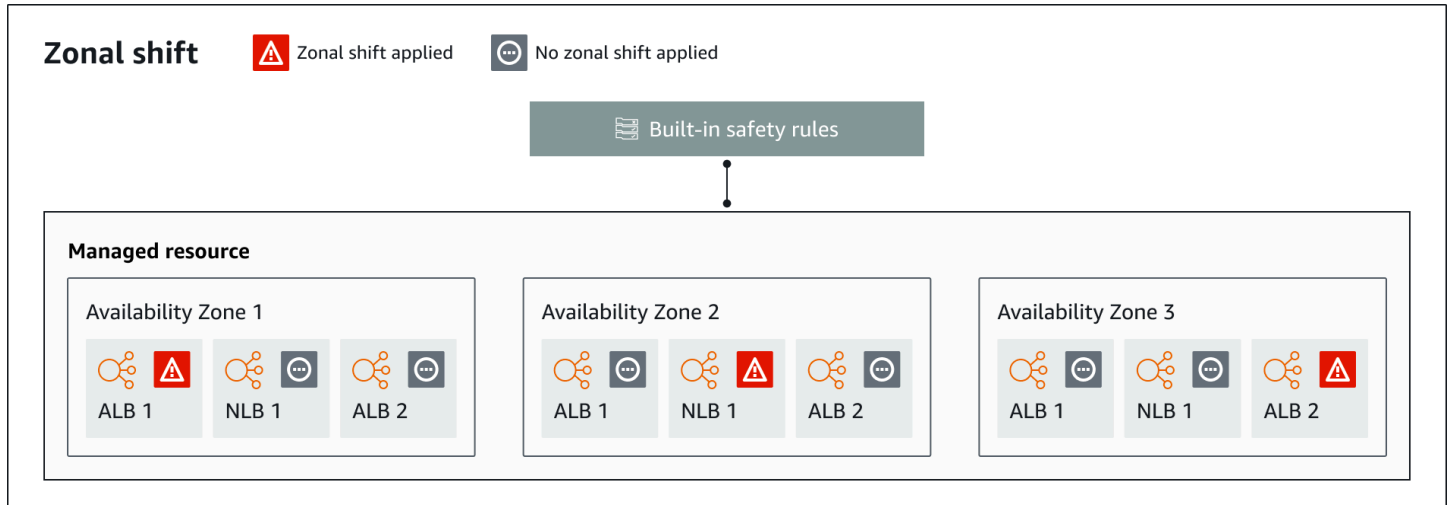 Zonal shift
Zonal shift applied
No zonal shift applied
Built-in safety rules
Managed resource
Availability Zone 1
ALB 1
NLB 1
ALB 2
Availability Zone 2
ALB 1
NLB 1
ALB 2
Availability Zone 3
ALB 1
NLB 1
ALB 2